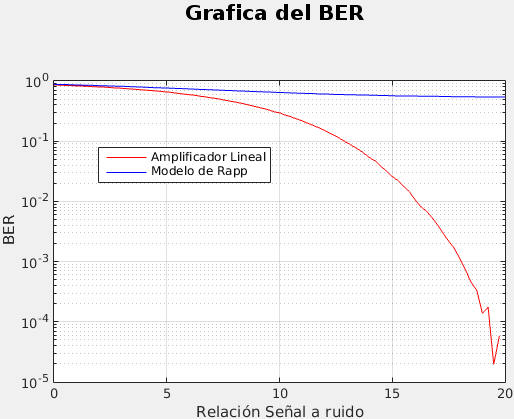 Grafica del BER
10^0
10^-1
10^-2
10^-3
10^-4
10^-5
BER
Amplificador Lineal
Modelo de Rapp
0 5 10 15 20
Relación Señal a ruido